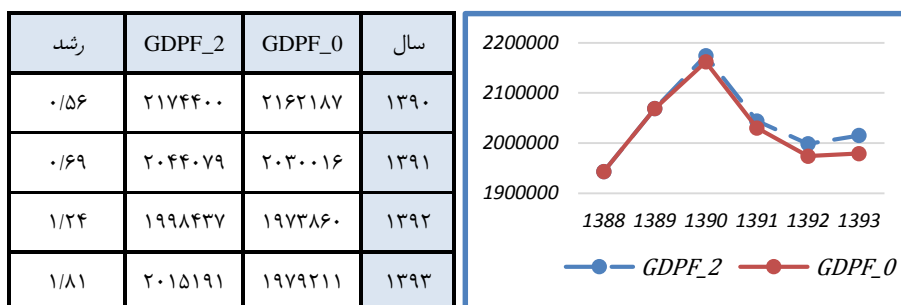 سال GDPF_0 GDPF_2 رشد
۱۳۹۰ ۲۱۶۲۱۸۷ ۲۱۷۴۴۰۰ ۰/۵۶
۱۳۹۱ ۲۰۳۰۰۱۶ ۲۰۴۴۰۷۹ ۰/۶۹
۱۳۹۲ ۱۹۷۳۸۶۰ ۱۹۹۸۴۳۷ ۱/۲۴
۱۳۹۳ ۱۹۷۹۲۱۱ ۲۰۱۵۱۹۱ ۱/۸۱
2200000
2100000
2000000
1900000
1388 1389 1390 1391 1392 1393
GDPF_2 GDPF_0